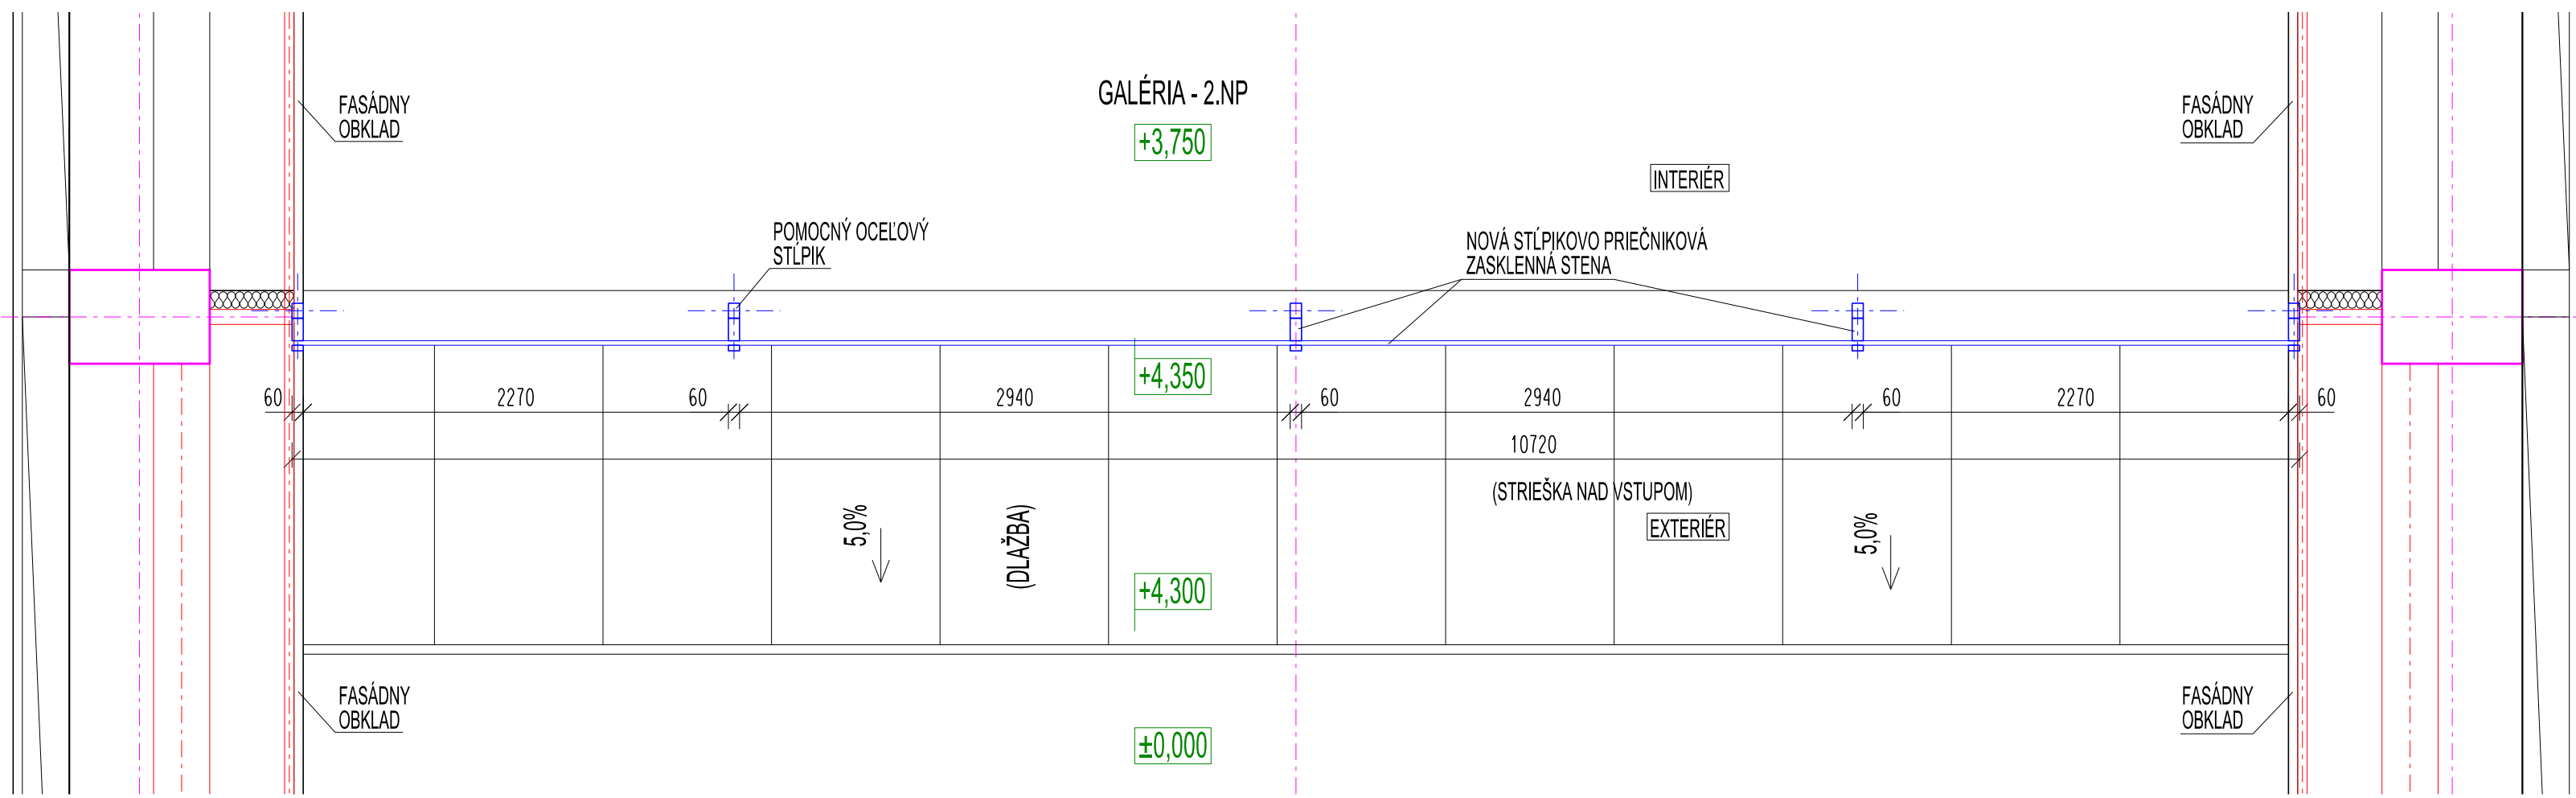 GALÉRIA - 2.NP
+3,750
FASÁDNY
OBKLAD
FASÁDNY
OBKLAD
INTERIÉR
POMOCNÝ OCEĽOVÝ
STĹPIK
NOVÁ STĹPIKOVO PRIEČNIKOVÁ
ZASKLENNÁ STENA
+4,350
60 2270 60 2940 60 2940 60 2270 60
10720
(STRIEŠKA NAD VSTUPOM)
EXTERIÉR
5,0%
(DLAŽBA)
5,0%
+4,300
FASÁDNY
OBKLAD
FASÁDNY
OBKLAD
±0,000